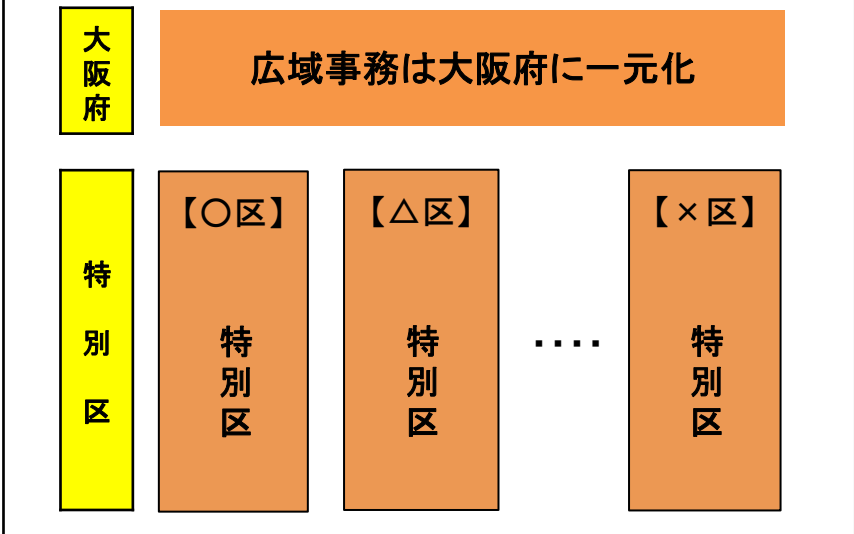 大阪府
広域事務は大阪府に一元化
特別区
【○区】
特別区
【△区】
特別区
････
【×区】
特別区